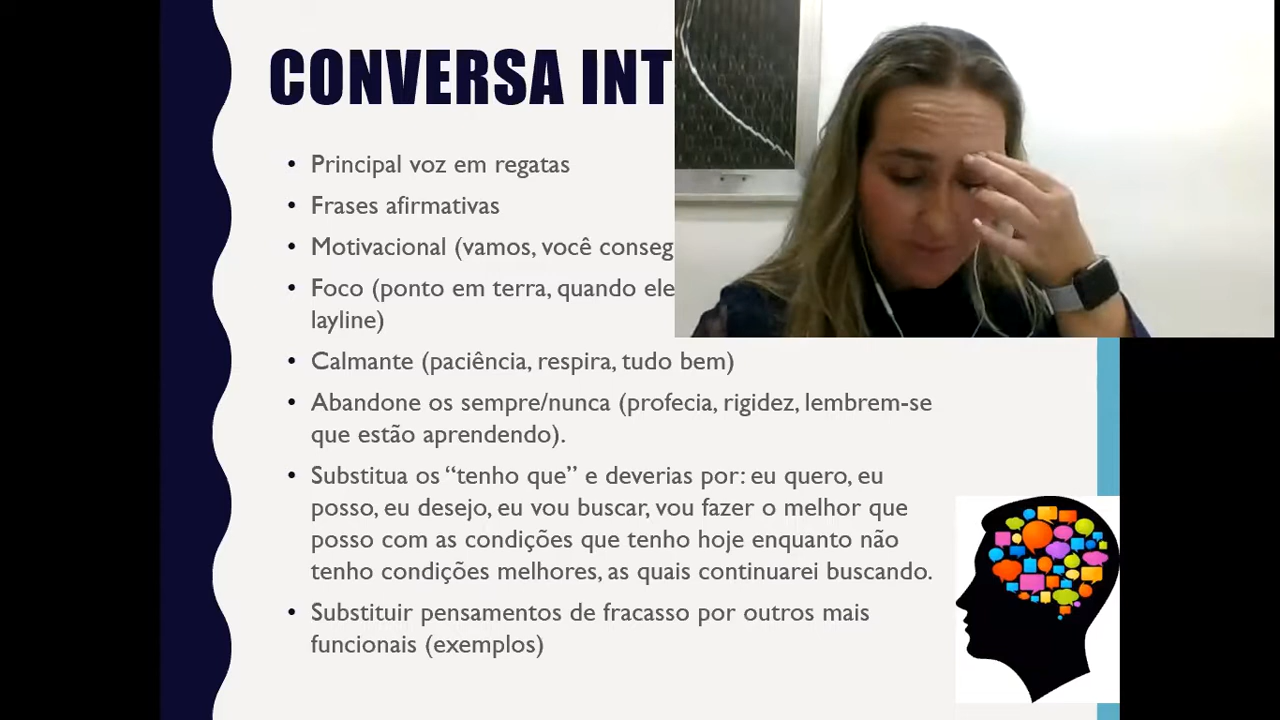 CONVERSA INT
• Principal voz em regatas
• Frases afirmativas
• Motivacional (vamos, você conseg
• Foco (ponto em terra, quando ele
layline)
• Calmante (paciência, respira, tudo bem)
• Abandone os sempre/nunca (profecia, rigidez, lembrem-se
que estão aprendendo).
• Substitua os “tenho que” e deverias por: eu quero, eu
posso, eu desejo, eu vou buscar, vou fazer o melhor que
posso com as condições que tenho hoje enquanto não
tenho condições melhores, as quais continuarei buscando.
• Substituir pensamentos de fracasso por outros mais
funcionais (exemplos)